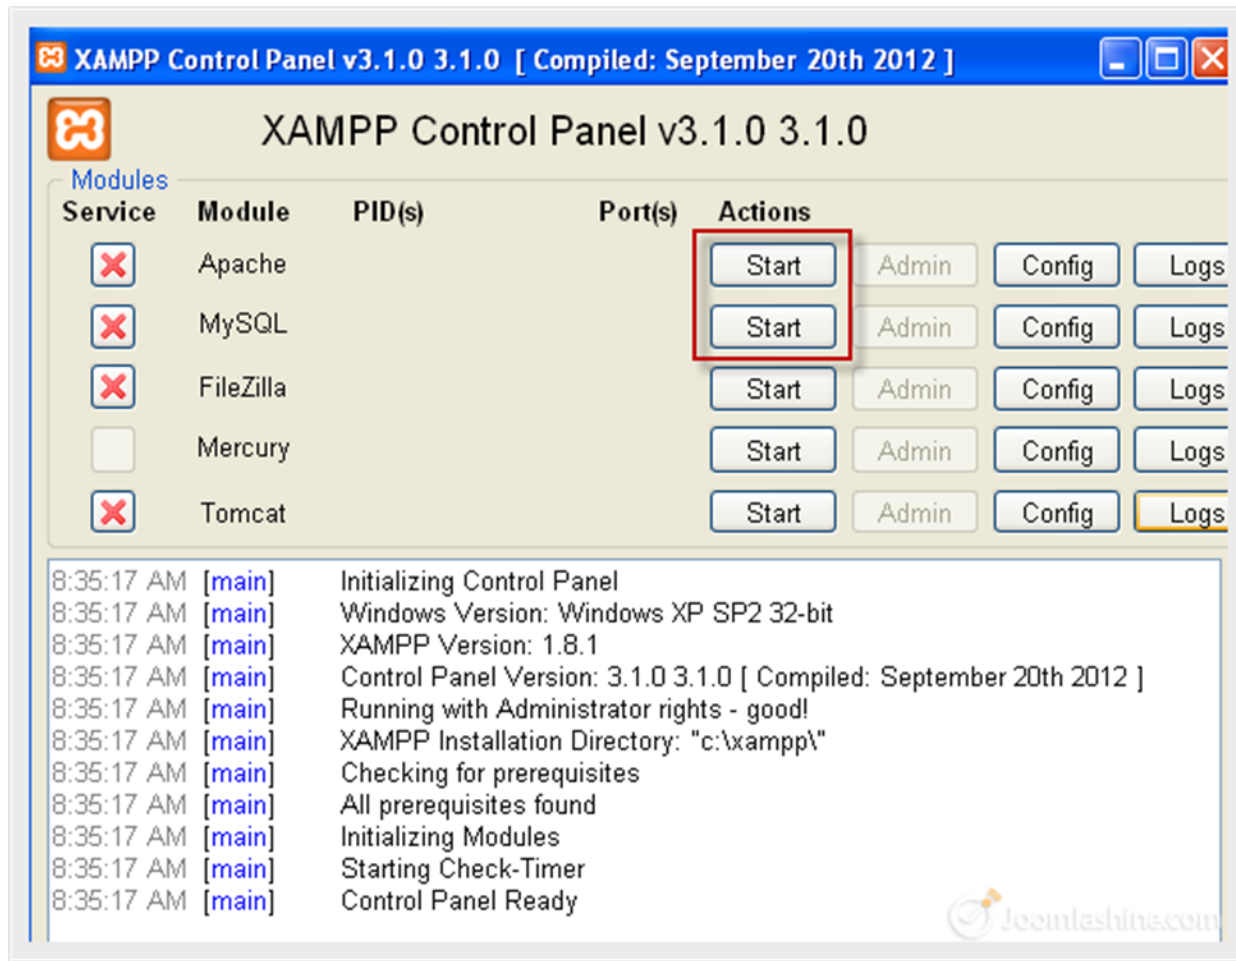 XAMPP Control Panel v3.1.0 3.1.0 [ Compiled: September 20th 2012 ]
XAMPP Control Panel v3.1.0 3.1.0
Modules
Service Module PID(s) Port(s) Actions
Apache Start Admin Config Logs
MySQL Start Admin Config Logs
FileZilla Start Admin Config Logs
Mercury Start Admin Config Logs
Tomcat Start Admin Config Logs
8:35:17 AM [main] Initializing Control Panel
8:35:17 AM [main] Windows Version: Windows XP SP2 32-bit
8:35:17 AM [main] XAMPP Version: 1.8.1
8:35:17 AM [main] Control Panel Version: 3.1.0 3.1.0 [ Compiled: September 20th 2012 ]
8:35:17 AM [main] Running with Administrator rights - good!
8:35:17 AM [main] XAMPP Installation Directory: "c:\xampp\"
8:35:17 AM [main] Checking for prerequisites
8:35:17 AM [main] All prerequisites found
8:35:17 AM [main] Initializing Modules
8:35:17 AM [main] Starting Check-Timer
8:35:17 AM [main] Control Panel Ready
Joomlashine.com